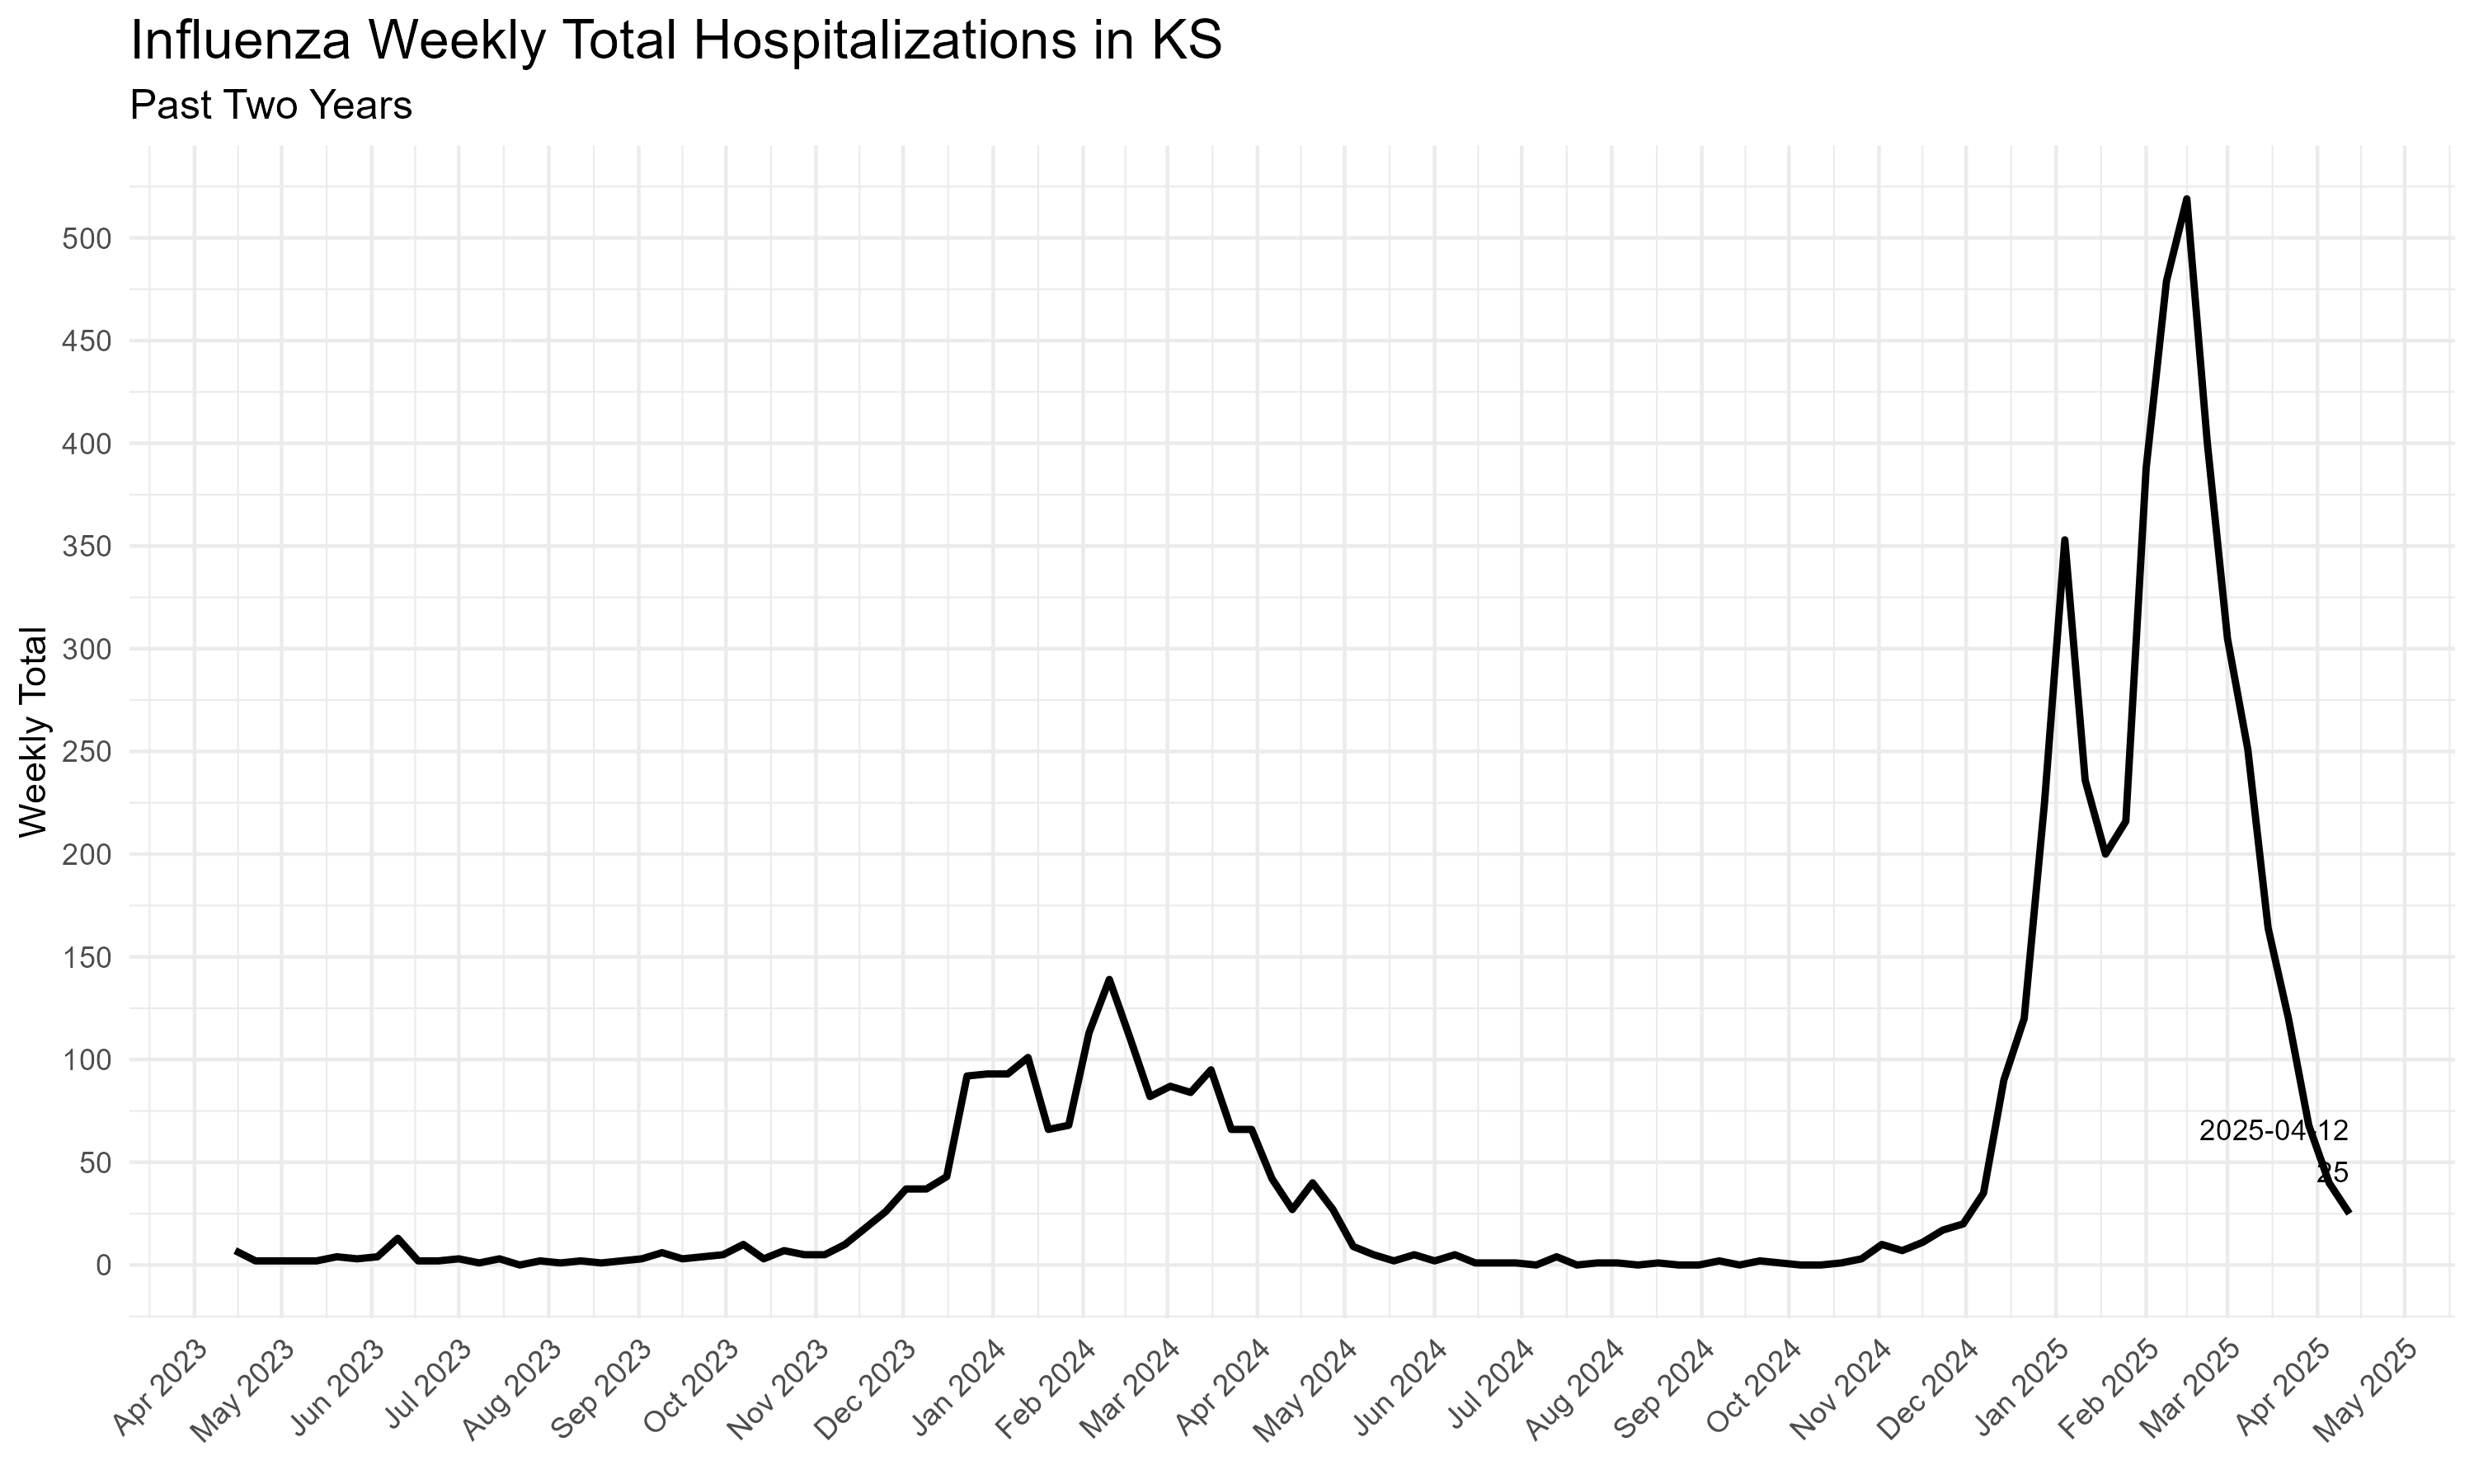 Influenza Weekly Total Hospitalizations in KS
Past Two Years
Weekly Total
500
450
400
350
300
250
200
150
100
50
0
2025-04-12
25
Apr 2023
May 2023
Jun 2023
Jul 2023
Aug 2023
Sep 2023
Oct 2023
Nov 2023
Dec 2023
Jan 2024
Feb 2024
Mar 2024
Apr 2024
May 2024
Jun 2024
Jul 2024
Aug 2024
Sep 2024
Oct 2024
Nov 2024
Dec 2024
Jan 2025
Feb 2025
Mar 2025
Apr 2025
May 2025